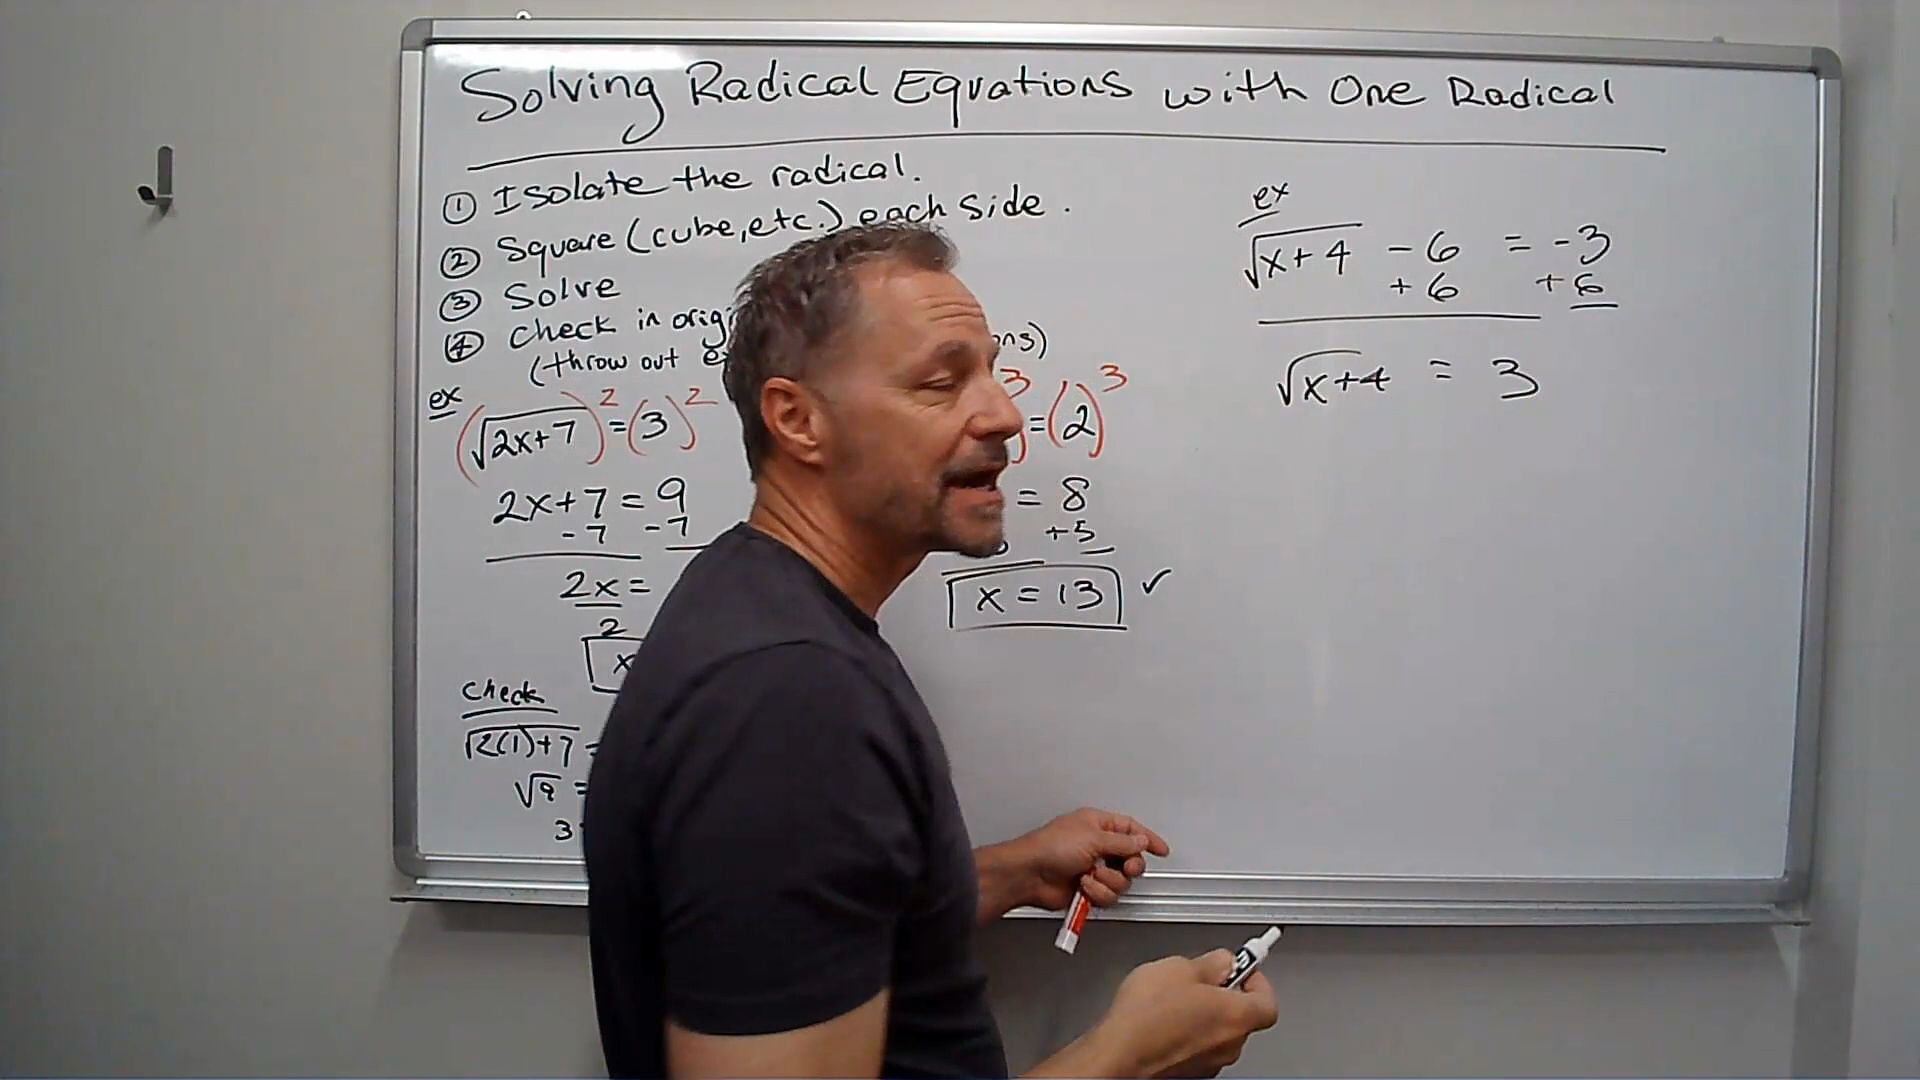 Solving Radical Equations with One Radical
① Isolate the radical.
② Square (cube, etc.) each side.
③ Solve
④ Check in
(throw out
ex
(√2x+7)² = (3)²
2x+7 = 9
-7 -7
2x =
2
x
Check
√2(1)+7 =
√9 =
3
³ = (2)³
= 8
+5
x = 13 ✓
ex
√x+4 - 6 = -3
+ 6 + 6
√x+4 = 3